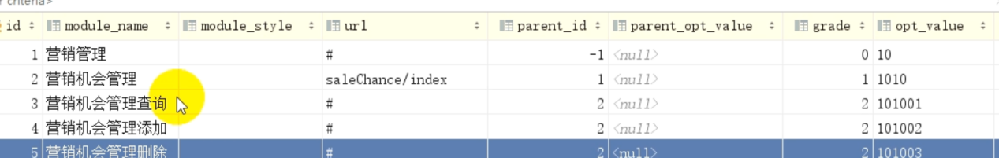 criteria>
id module_name module_style url parent_id parent_opt_value grade opt_value
1 营销管理 # -1 <null> 0 10
2 营销机会管理 saleChance/index 1 <null> 1 1010
3 营销机会管理查询 # 2 <null> 2 101001
4 营销机会管理添加 # 2 <null> 2 101002
5 营销机会管理删除 # 2 <null> 2 101003